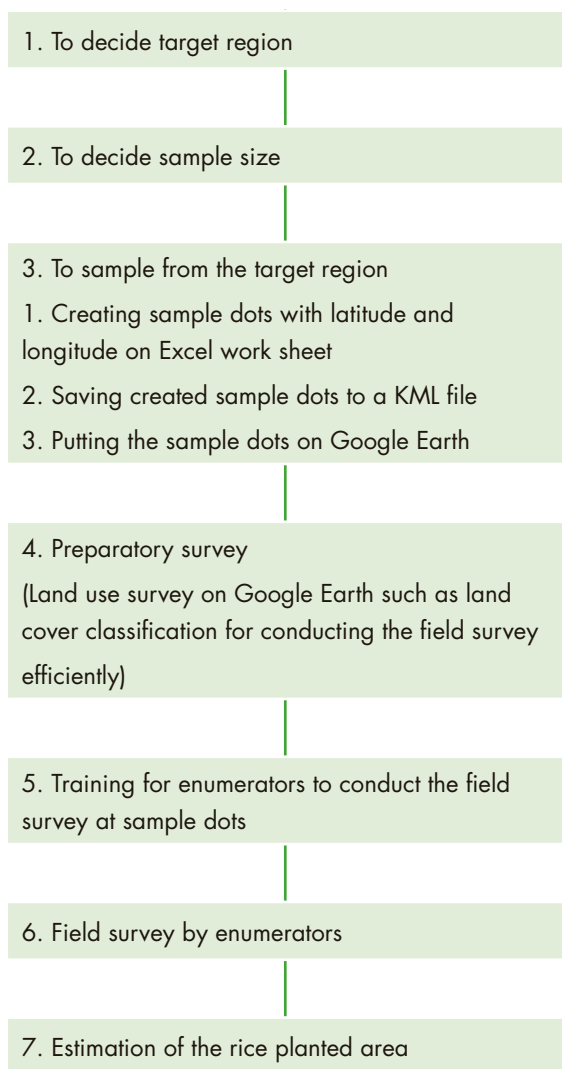 1. To decide target region
2. To decide sample size
3. To sample from the target region
1. Creating sample dots with latitude and
longitude on Excel work sheet
2. Saving created sample dots to a KML file
3. Putting the sample dots on Google Earth
4. Preparatory survey
(Land use survey on Google Earth such as land
cover classification for conducting the field survey
efficiently)
5. Training for enumerators to conduct the field
survey at sample dots
6. Field survey by enumerators
7. Estimation of the rice planted area